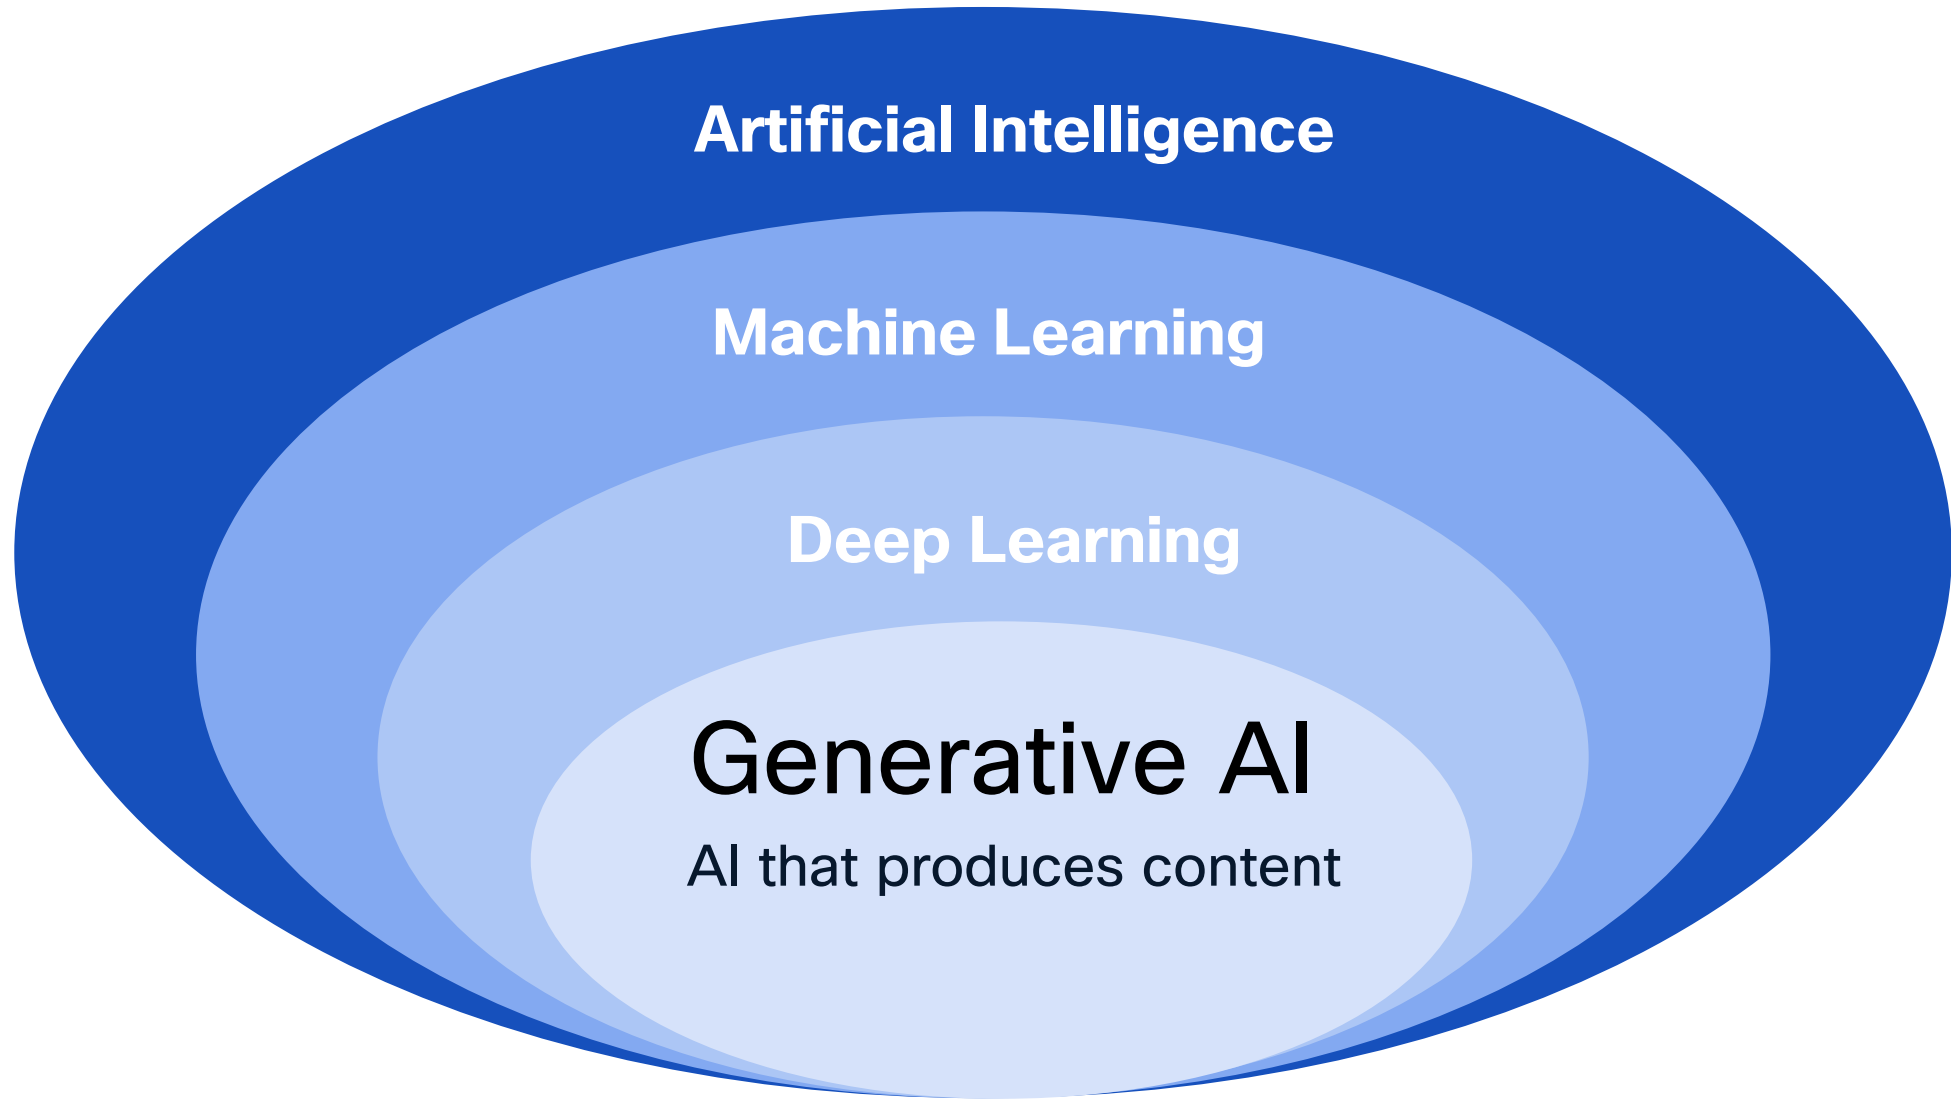 Artificial Intelligence
Machine Learning
Deep Learning
Generative AI
AI that produces content